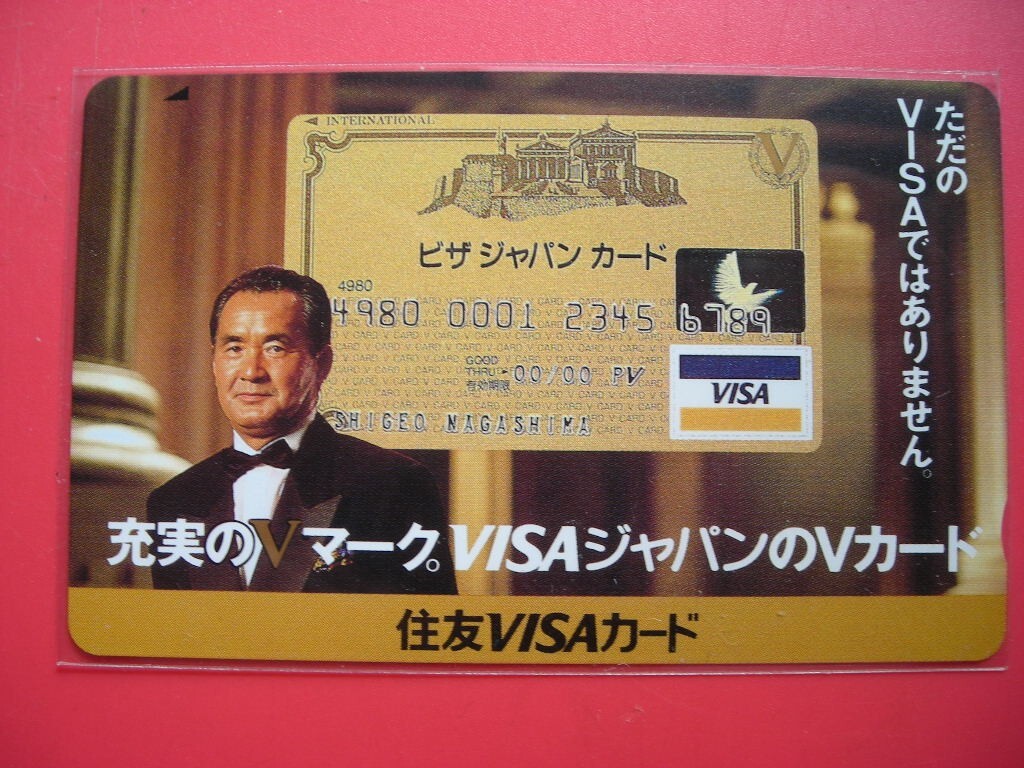 INTERNATIONAL
V
ただの
VISAではありません。
ビザ ジャパン カード
4980
4980 0001 2345 6789
GOOD
THRU
有効期限
00/00 PV
VISA
SHIGEO NAGASHIMA
充実のVマーク。VISAジャパンのVカード
住友VISAカード